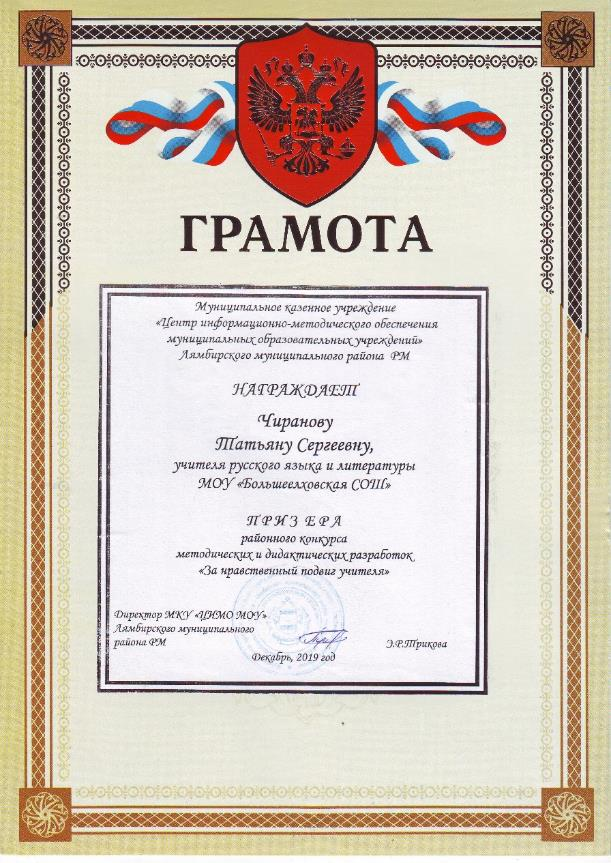 ГРАМОТА
Муниципальное казенное учреждение
«Центр информационно-методического обеспечения
муниципальных образовательных учреждений»
Лямбирского муниципального района РМ
НАГРАЖДАЕТ
Чиранову
Татьяну Сергеевну,
учителя русского языка и литературы
МОУ «Большеелховская СОШ»
ПРИЗЕРА
районного конкурса
методических и дидактических разработок
«За нравственный подвиг учителя»
Директор МКУ «ЦИМО МОУ»
Лямбирского муниципального
района РМ
Э.Р.Трикова
Декабрь, 2019 год